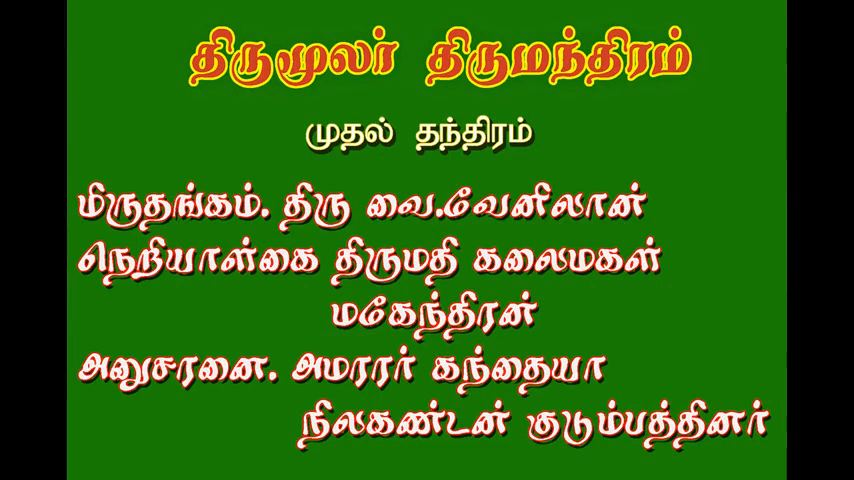 திருமூலர் திருமந்திரம்
முதல் தந்திரம்
மிருதங்கம். திரு வை.வேனிலான்
நெறியாள்கை திருமதி கலைமகள்
மகேந்திரன்
அனுசரனை. அமரரர் கந்தையா
நிலகண்டன் குடும்பத்தினர்